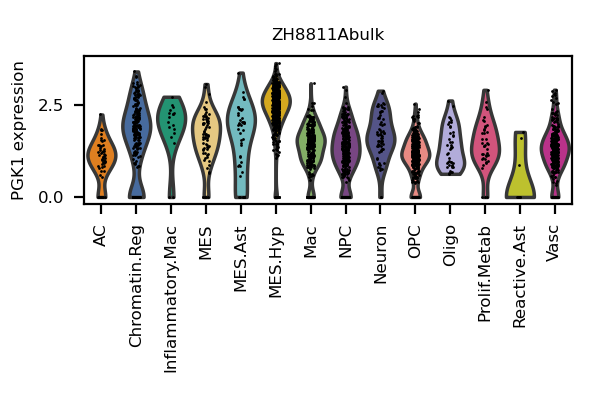 ZH8811Abulk
PGK1 expression
2.5
0.0
AC
Chromatin.Reg
Inflammatory.Mac
MES
MES.Ast
MES.Hyp
Mac
NPC
Neuron
OPC
Oligo
Prolif.Metab
Reactive.Ast
Vasc